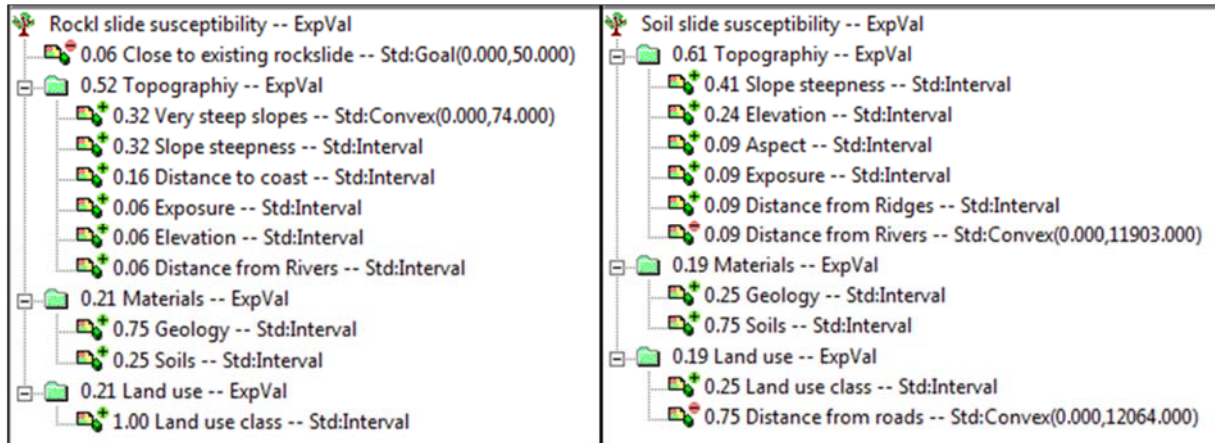 Rockl slide susceptibility -- ExpVal
0.06 Close to existing rockslide -- Std:Goal(0.000,50.000)
0.52 Topographiy -- ExpVal
0.32 Very steep slopes -- Std:Convex(0.000,74.000)
0.32 Slope steepness -- Std:Interval
0.16 Distance to coast -- Std:Interval
0.06 Exposure -- Std:Interval
0.06 Elevation -- Std:Interval
0.06 Distance from Rivers -- Std:Interval
0.21 Materials -- ExpVal
0.75 Geology -- Std:Interval
0.25 Soils -- Std:Interval
0.21 Land use -- ExpVal
1.00 Land use class -- Std:Interval
Soil slide susceptibility -- ExpVal
0.61 Topographiy -- ExpVal
0.41 Slope steepness -- Std:Interval
0.24 Elevation -- Std:Interval
0.09 Aspect -- Std:Interval
0.09 Exposure -- Std:Interval
0.09 Distance from Ridges -- Std:Interval
0.09 Distance from Rivers -- Std:Convex(0.000,11903.000)
0.19 Materials -- ExpVal
0.25 Geology -- Std:Interval
0.75 Soils -- Std:Interval
0.19 Land use -- ExpVal
0.25 Land use class -- Std:Interval
0.75 Distance from roads -- Std:Convex(0.000,12064.000)